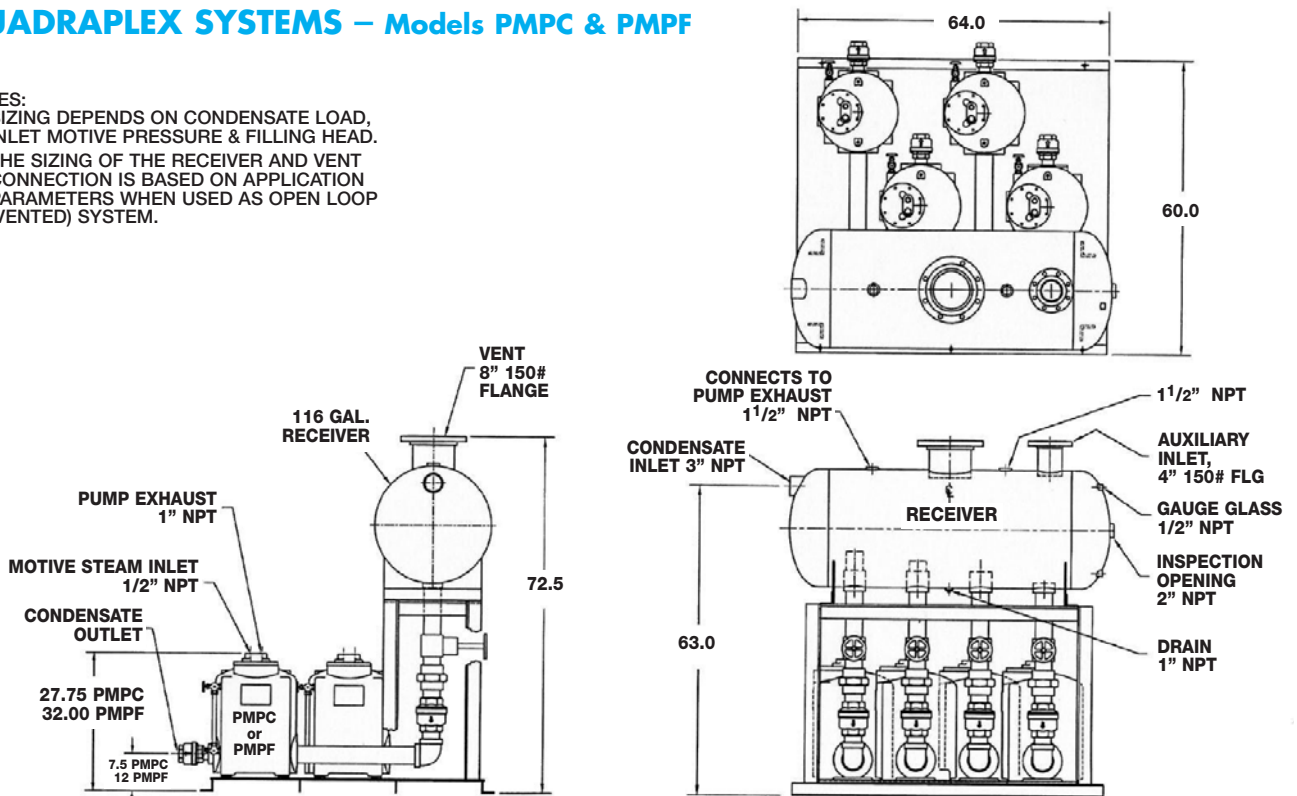 UADRAPLEX SYSTEMS – Models PMPC & PMPF
ES:
SIZING DEPENDS ON CONDENSATE LOAD,
NLET MOTIVE PRESSURE & FILLING HEAD.
HE SIZING OF THE RECEIVER AND VENT
CONNECTION IS BASED ON APPLICATION
PARAMETERS WHEN USED AS OPEN LOOP
VENTED) SYSTEM.
64.0
60.0
VENT
8” 150#
FLANGE
116 GAL.
RECEIVER
PUMP EXHAUST
1” NPT
MOTIVE STEAM INLET
1/2” NPT
CONDENSATE
OUTLET
27.75 PMPC
32.00 PMPF
7.5 PMPC
12 PMPF
PMPC
or
PMPF
72.5
CONNECTS TO
PUMP EXHAUST
1 1/2” NPT
CONDENSATE
INLET 3” NPT
RECEIVER
63.0
1 1/2” NPT
AUXILIARY
INLET,
4” 150# FLG
GAUGE GLASS
1/2” NPT
INSPECTION
OPENING
2” NPT
DRAIN
1” NPT